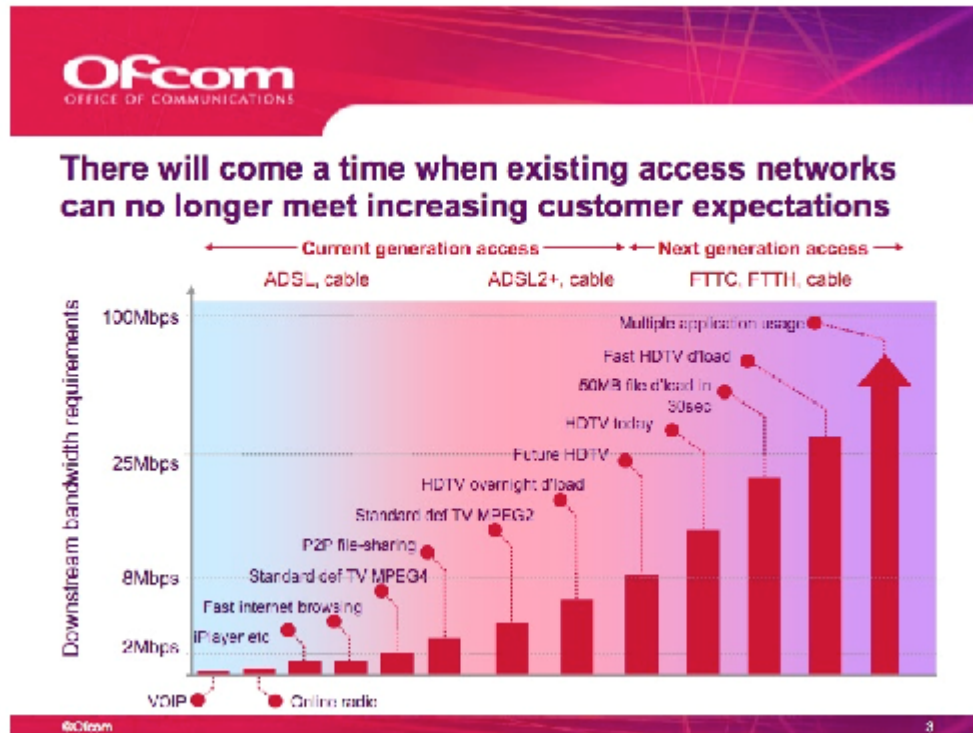 Ofcom
OFFICE OF COMMUNICATIONS
There will come a time when existing access networks
can no longer meet increasing customer expectations
Current generation access
Next generation access
ADSL, cable
ADSL2+, cable
FTTC, FTTH, cable
Downstream bandwidth requirements
100Mbps
25Mbps
8Mbps
2Mbps
Multiple application usage
Fast HDTV d'load
50MB file d'load in
30sec
HDTV today
Future HDTV
HDTV overnight d'load
Standard def TV MPEG2
P2P file-sharing
Standard def TV MPEG4
Fast internet browsing
iPlayer etc
VOIP
Online radio
©Ofcom
3